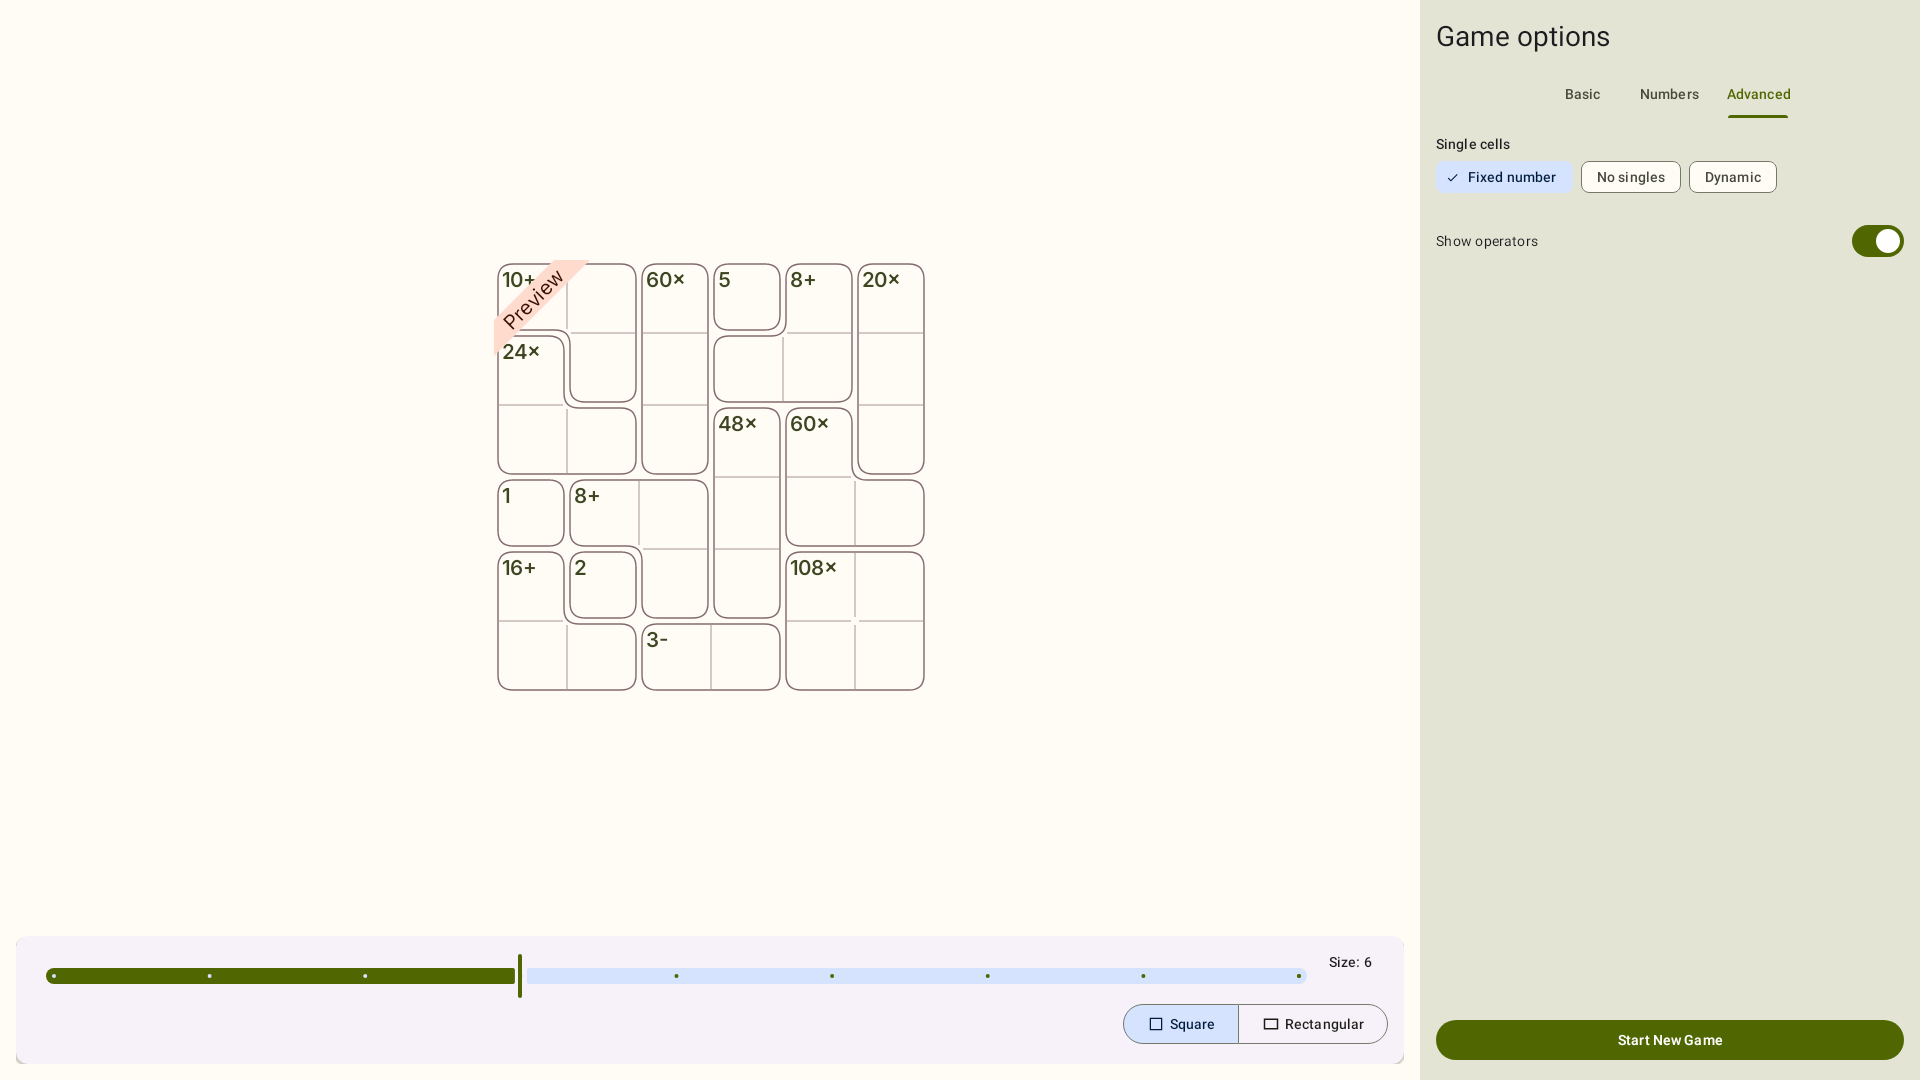 Game options
Basic Numbers Advanced
Single cells
Fixed number No singles Dynamic
Show operators
10+ 60× 5 8+ 20×
Preview
24×
48× 60×
1 8+
16+ 2 108×
3-
Size: 6
Square Rectangular
Start New Game